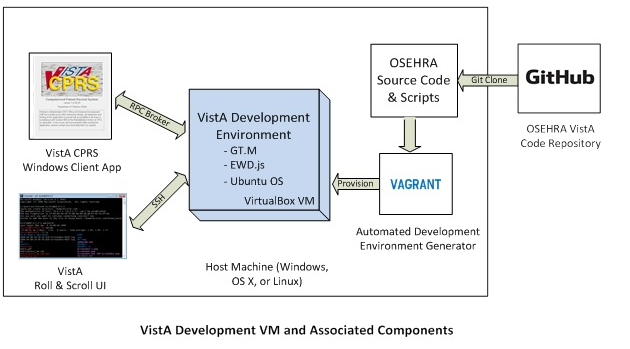 VistA
CPRS
VistA CPRS
Windows Client App
RPC Broker
VistA Development
Environment
- GT.M
- EWD.js
- Ubuntu OS
VirtualBox VM
OSEHRA
Source Code
& Scripts
Git Clone
GitHub
OSEHRA VistA
Code Repository
Provision
VAGRANT
Automated Development
Environment Generator
SSH
VistA
Roll & Scroll UI
Host Machine (Windows,
OS X, or Linux)
VistA Development VM and Associated Components